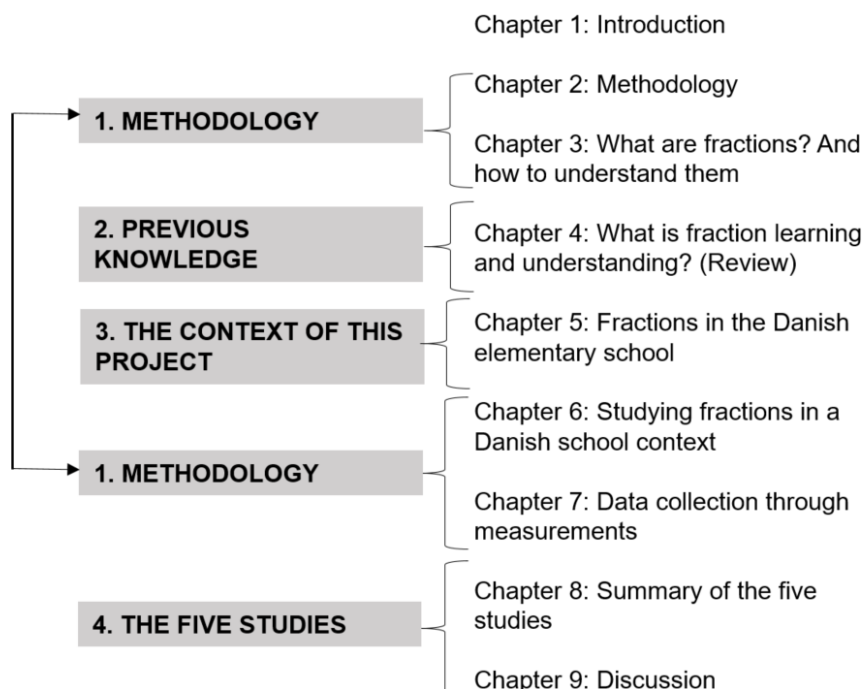 Chapter 1: Introduction
1. METHODOLOGY
Chapter 2: Methodology
Chapter 3: What are fractions? And
how to understand them
2. PREVIOUS
KNOWLEDGE
Chapter 4: What is fraction learning
and understanding? (Review)
3. THE CONTEXT OF THIS
PROJECT
Chapter 5: Fractions in the Danish
elementary school
1. METHODOLOGY
Chapter 6: Studying fractions in a
Danish school context
Chapter 7: Data collection through
measurements
4. THE FIVE STUDIES
Chapter 8: Summary of the five
studies
Chapter 9: Discussion